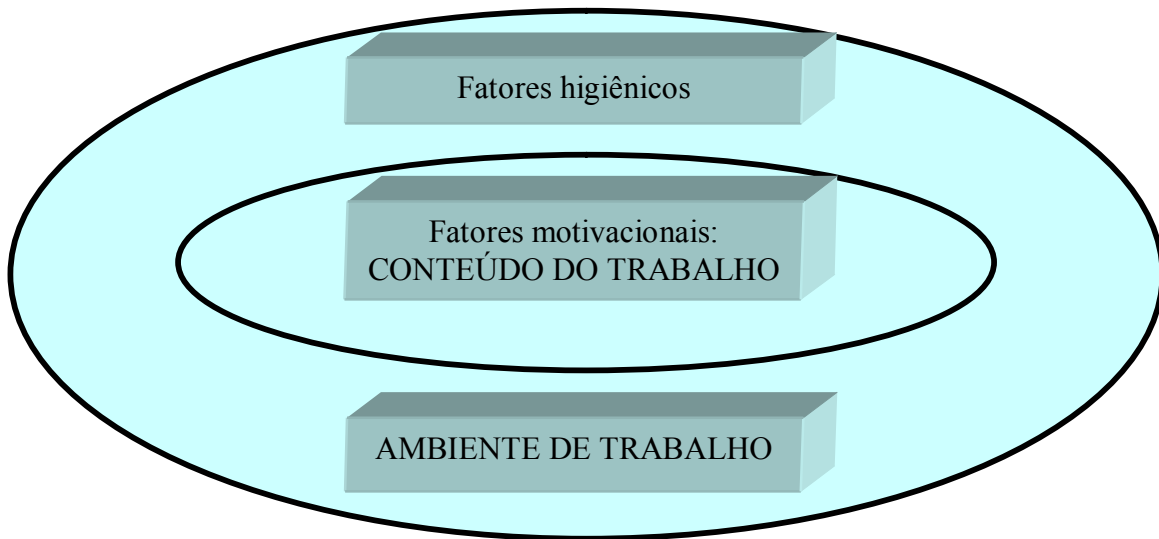 Fatores higiênicos
Fatores motivacionais:
CONTEÚDO DO TRABALHO
AMBIENTE DE TRABALHO